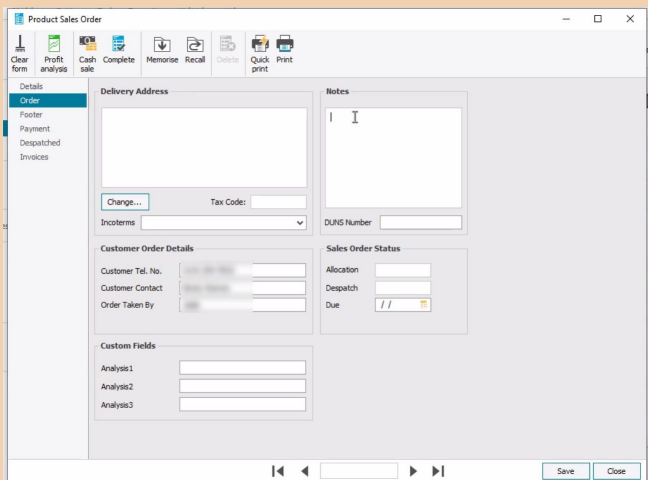 Product Sales Order
Clear form
Profit analysis
Cash sale
Complete
Memorise
Recall
Delete
Quick print
Print
Details
Order
Footer
Payment
Despatched
Invoices
Delivery Address
Change...
Tax Code:
Incoterms
Notes
DUNS Number
Customer Order Details
Customer Tel. No.
Customer Contact
Order Taken By
Sales Order Status
Allocation
Despatch
Due / /
Custom Fields
Analysis1
Analysis2
Analysis3
Save
Close